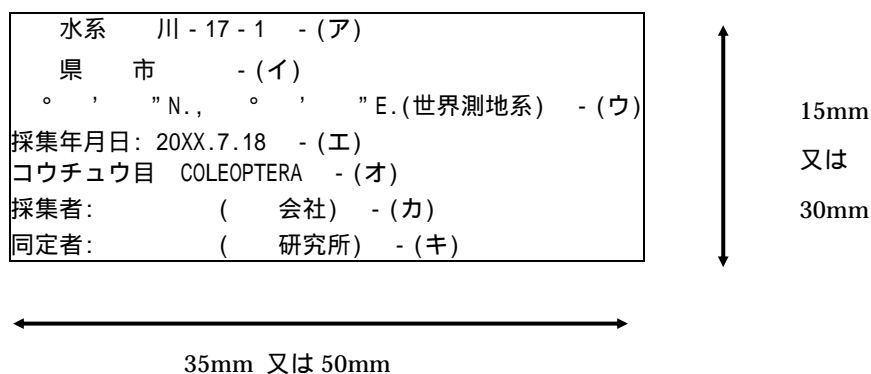 水系 川-17-1 -(ア)
県 市 -(イ)
° ’ ”N., ° ’ ”E.(世界測地系) -(ウ)
採集年月日: 20XX.7.18 -(エ)
コウチュウ目 COLEOPTERA -(オ)
採集者: ( 会社) -(カ)
同定者: ( 研究所) -(キ)
15mm
又は
30mm
35mm 又は 50mm